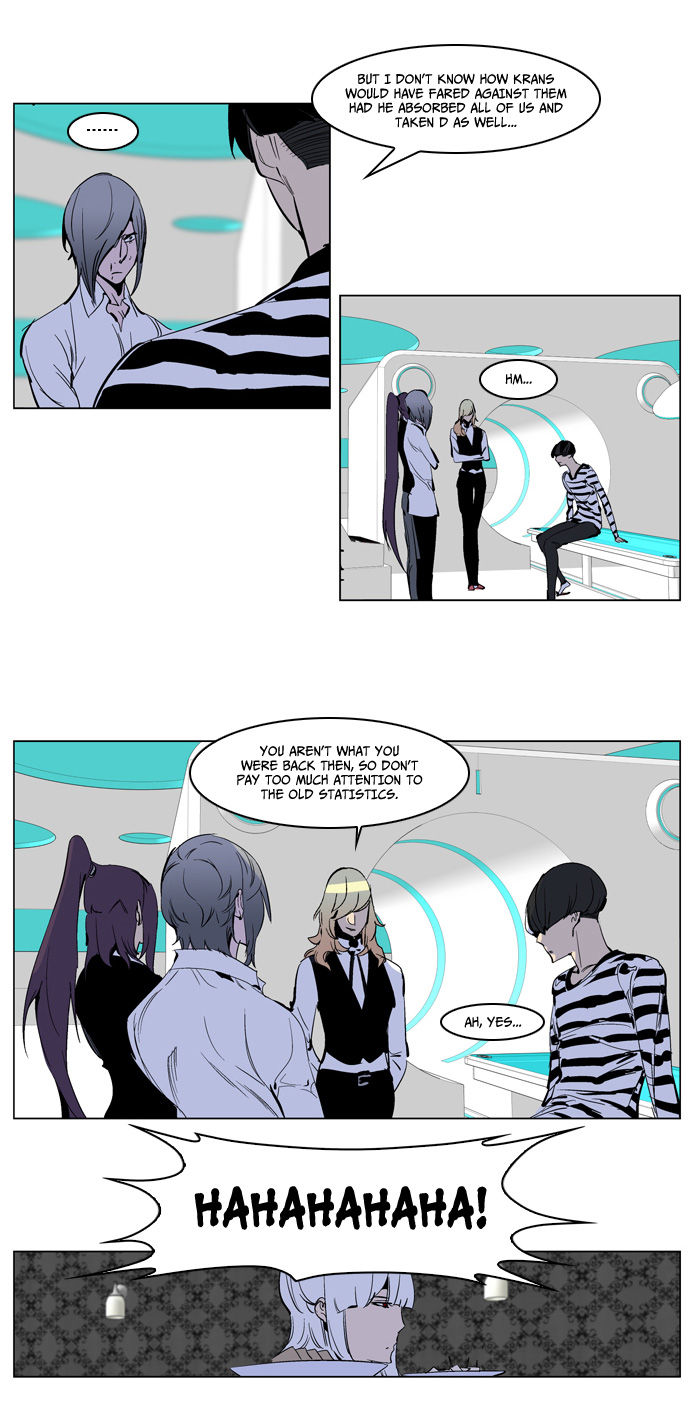 BUT I DON'T KNOW HOW KRANS
WOULD HAVE FARED AGAINST THEM
HAD HE ABSORBED ALL OF US AND
TAKEN D AS WELL...
------
HM...
YOU AREN'T WHAT YOU
WERE BACK THEN, SO DON'T
PAY TOO MUCH ATTENTION TO
THE OLD STATISTICS.
AH, YES...
HAHAHAHAHA!